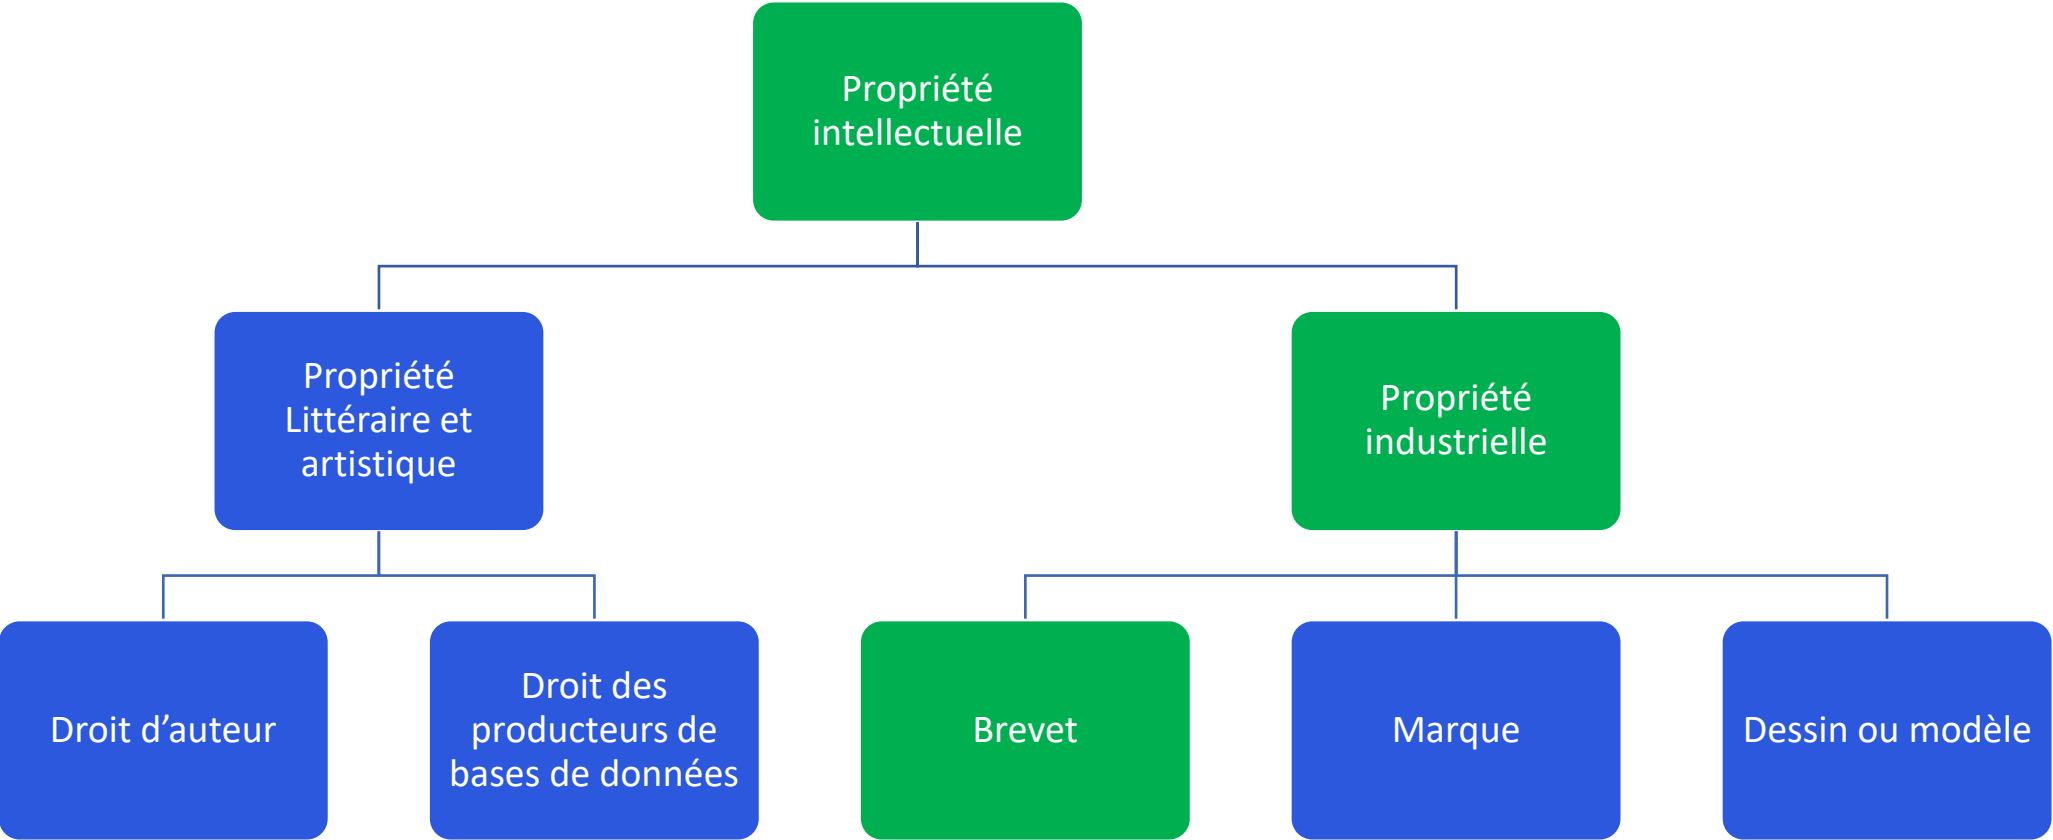 Propriété
intellectuelle
Propriété
Littéraire et
artistique
Propriété
industrielle
Droit d’auteur
Droit des
producteurs de
bases de données
Brevet
Marque
Dessin ou modèle